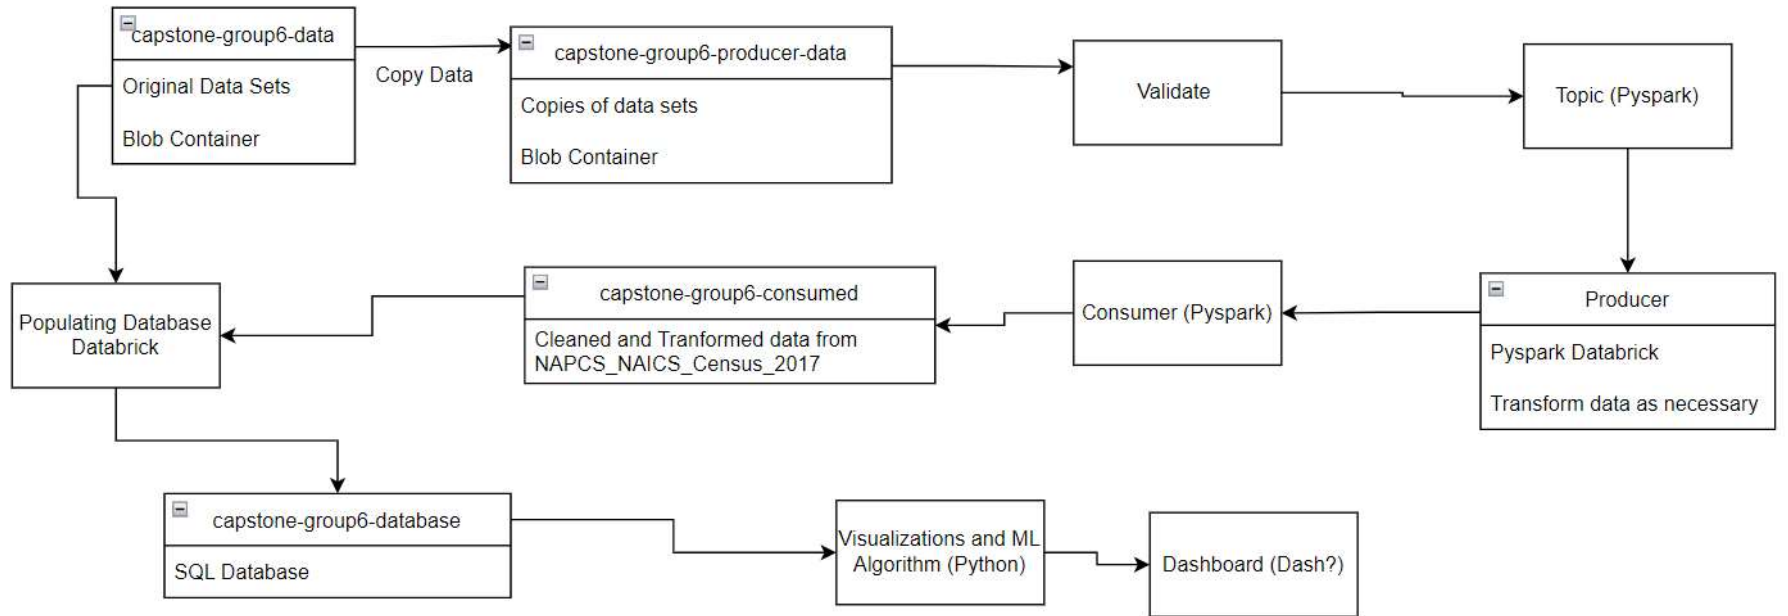 capstone-group6-data
Original Data Sets
Blob Container
Copy Data
capstone-group6-producer-data
Copies of data sets
Blob Container
Validate
Topic (Pyspark)
Producer
Pyspark Databrick
Transform data as necessary
Consumer (Pyspark)
capstone-group6-consumed
Cleaned and Tranformed data from
NAPCS_NAICS_Census_2017
Populating Database
Databrick
capstone-group6-database
SQL Database
Visualizations and ML
Algorithm (Python)
Dashboard (Dash?)